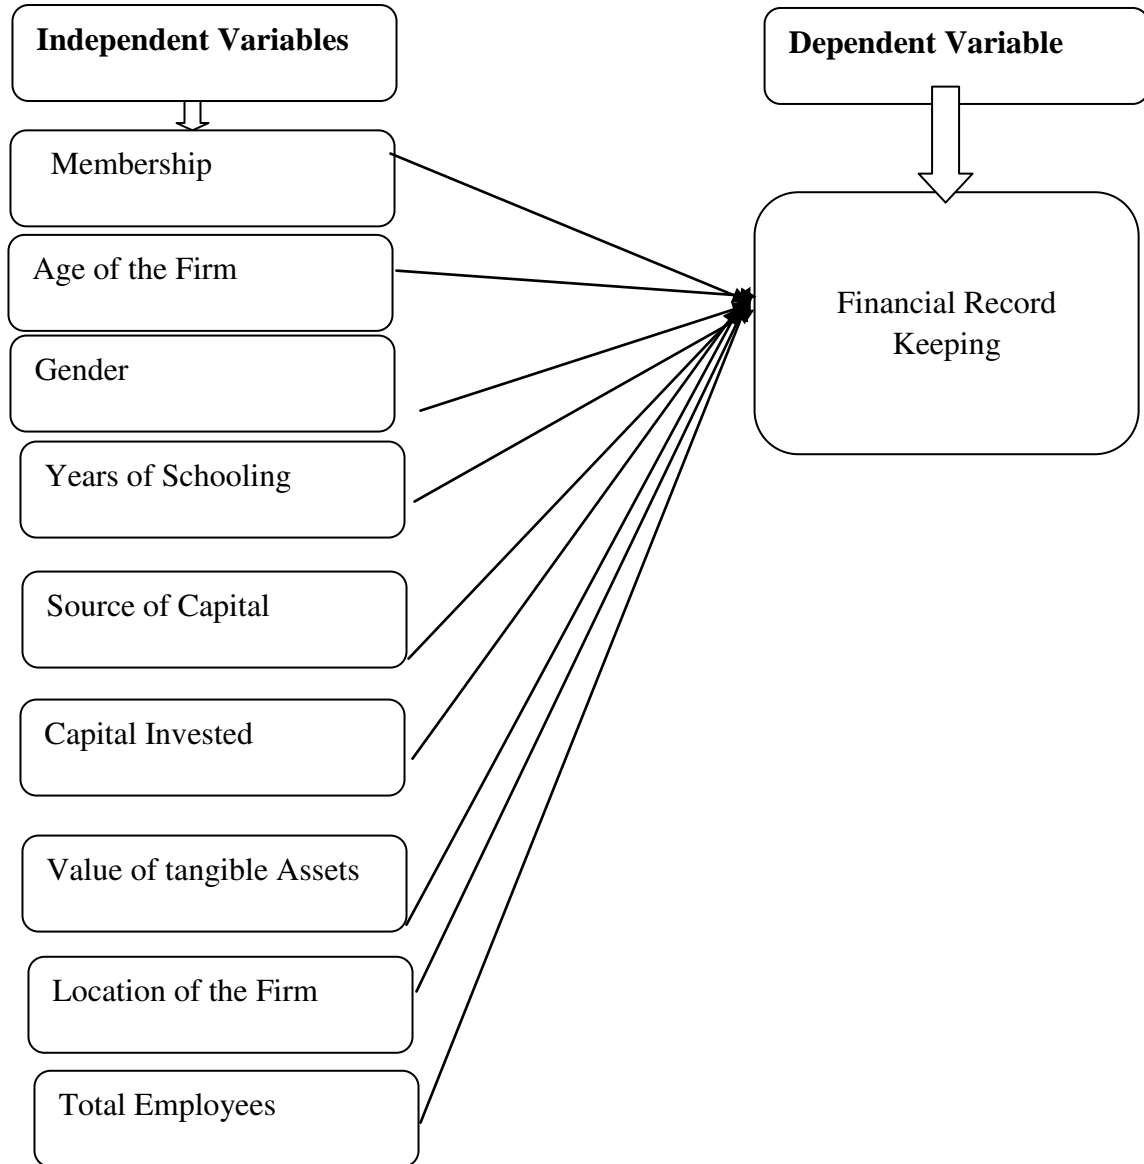 Independent Variables
Dependent Variable
Membership
Age of the Firm
Gender
Years of Schooling
Source of Capital
Capital Invested
Value of tangible Assets
Location of the Firm
Total Employees
Financial Record
Keeping